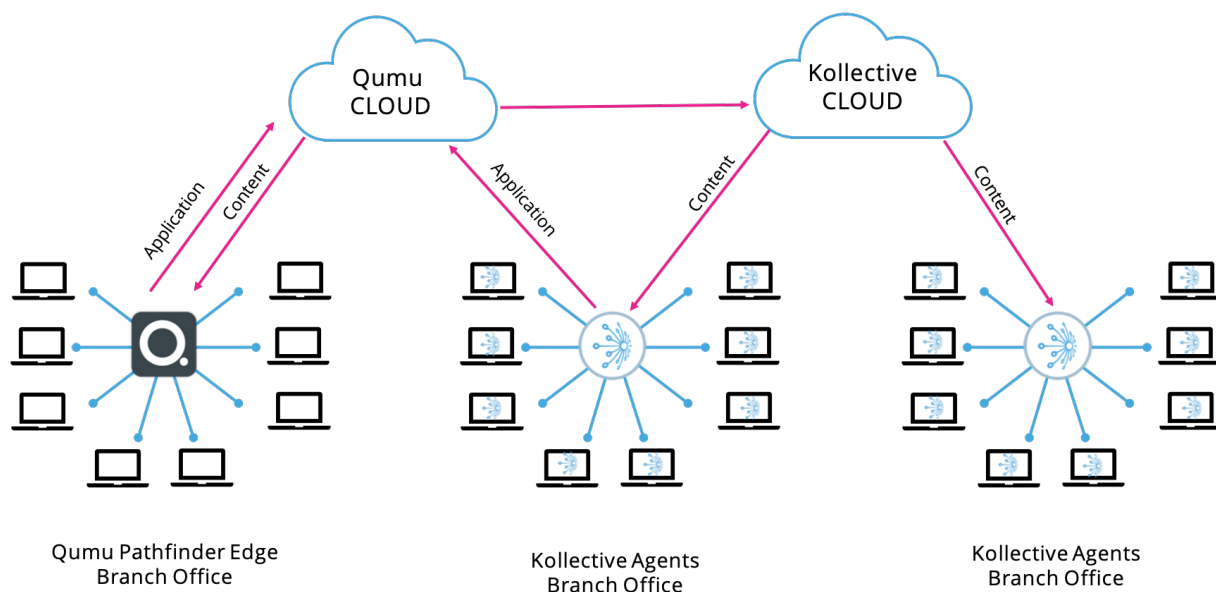 Qumu
CLOUD
Kollective
CLOUD
Application
Content
Application
Content
Content
Qumu Pathfinder Edge
Branch Office
Kollective Agents
Branch Office
Kollective Agents
Branch Office